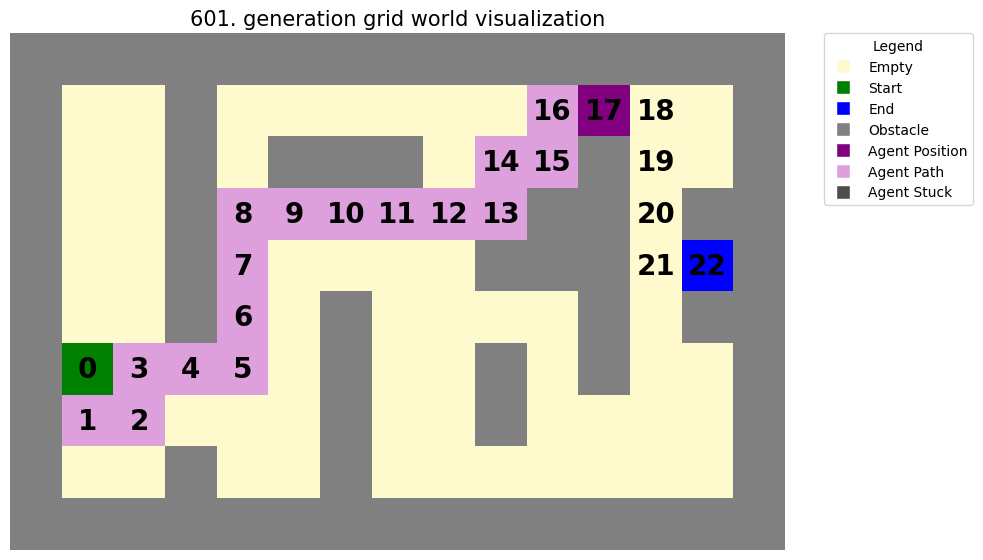 601. generation grid world visualization
16 17 18
14 15 19
8 9 10 11 12 13 20
7 21 22
6
0 3 4 5
1 2
Legend
Empty
Start
End
Obstacle
Agent Position
Agent Path
Agent Stuck